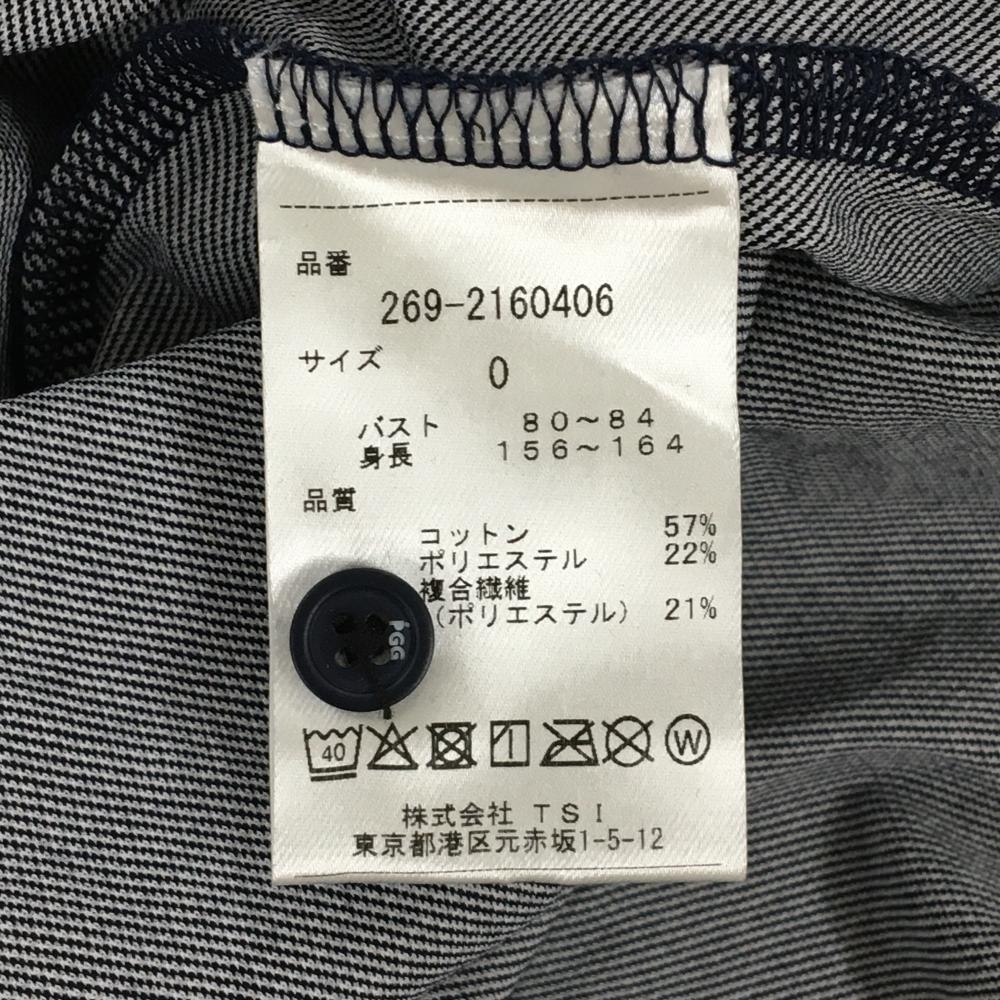 品番
269-2160406
サイズ 0
バスト 80～84
身長 156～164
品質
コットン 57%
ポリエステル 22%
複合繊維
(ポリエステル) 21%
jGG
40 W
株式会社 TSI
東京都港区元赤坂1-5-12